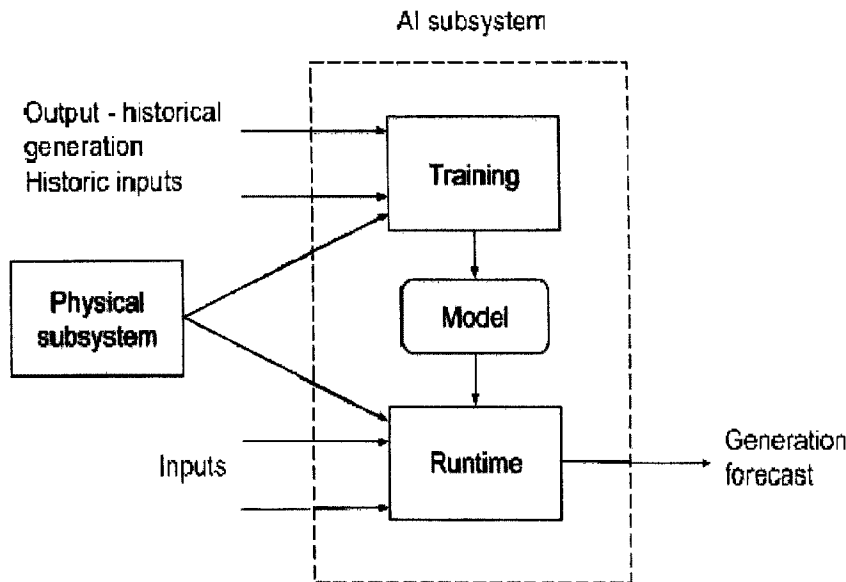 AI subsystem
Output - historical
generation
Historic inputs
Training
Physical
subsystem
Model
Inputs
Runtime
Generation
forecast